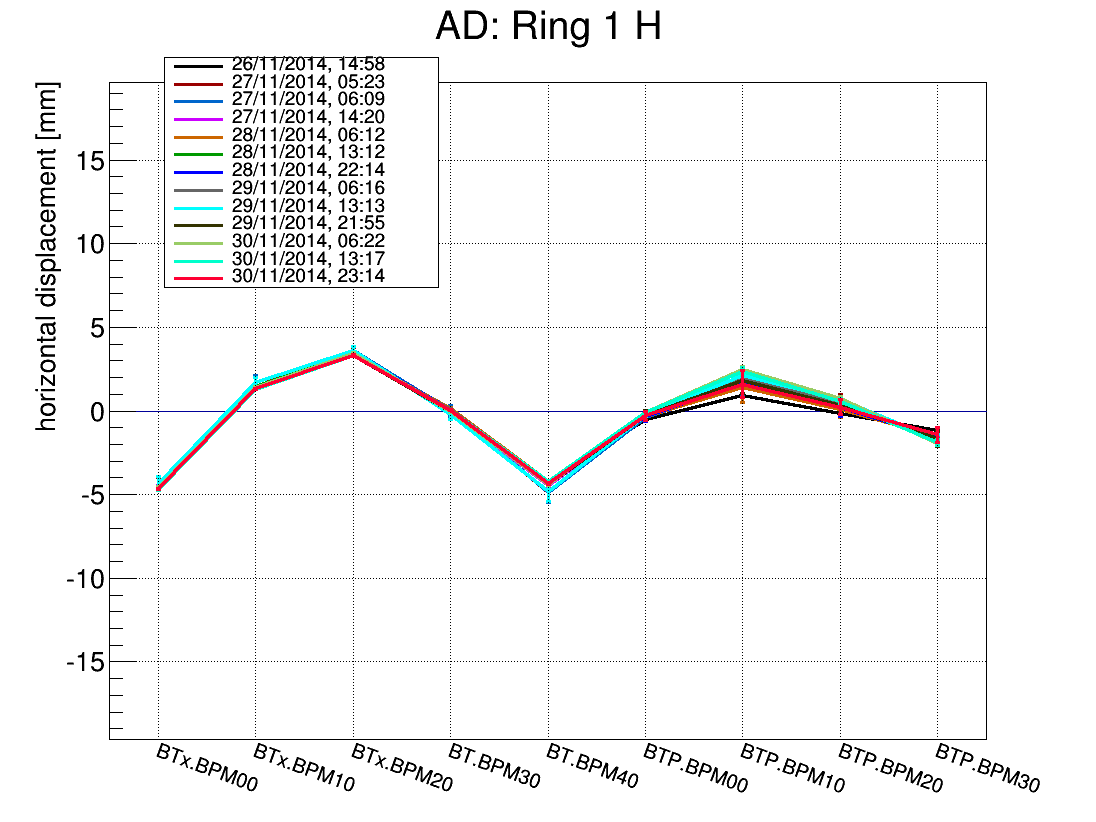 AD: Ring 1 H
horizontal displacement [mm]
26/11/2014, 14:58
27/11/2014, 05:23
27/11/2014, 06:09
27/11/2014, 14:20
28/11/2014, 06:12
28/11/2014, 13:12
28/11/2014, 22:14
29/11/2014, 06:16
29/11/2014, 13:13
29/11/2014, 21:55
30/11/2014, 06:22
30/11/2014, 13:17
30/11/2014, 23:14
15
10
5
0
-5
-10
-15
BTx.BPM00
BTx.BPM10
BTx.BPM20
BT.BPM30
BT.BPM40
BTP.BPM00
BTP.BPM10
BTP.BPM20
BTP.BPM30